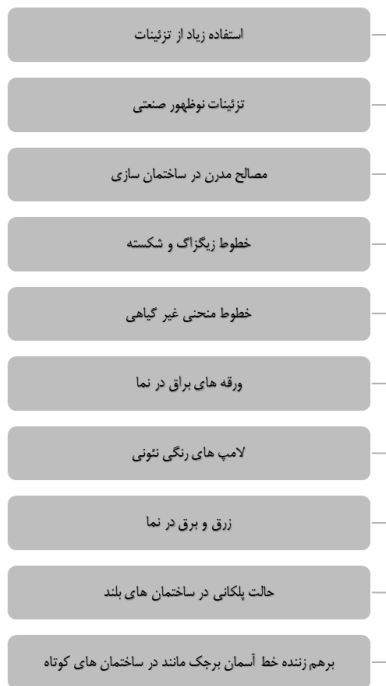 استفاده زیاد از تزئینات
تزئینات نوظهور صنعتی
مصالح مدرن در ساختمان سازی
خطوط زیگزاگ و شکسته
خطوط منحنی غیر گیاهی
ورقه های براق در نما
لامپ های رنگی نئونی
زرق و برق در نما
حالت پلکانی در ساختمان های بلند
برهم زننده خط آسمان برجک مانند در ساختمان های کوتاه